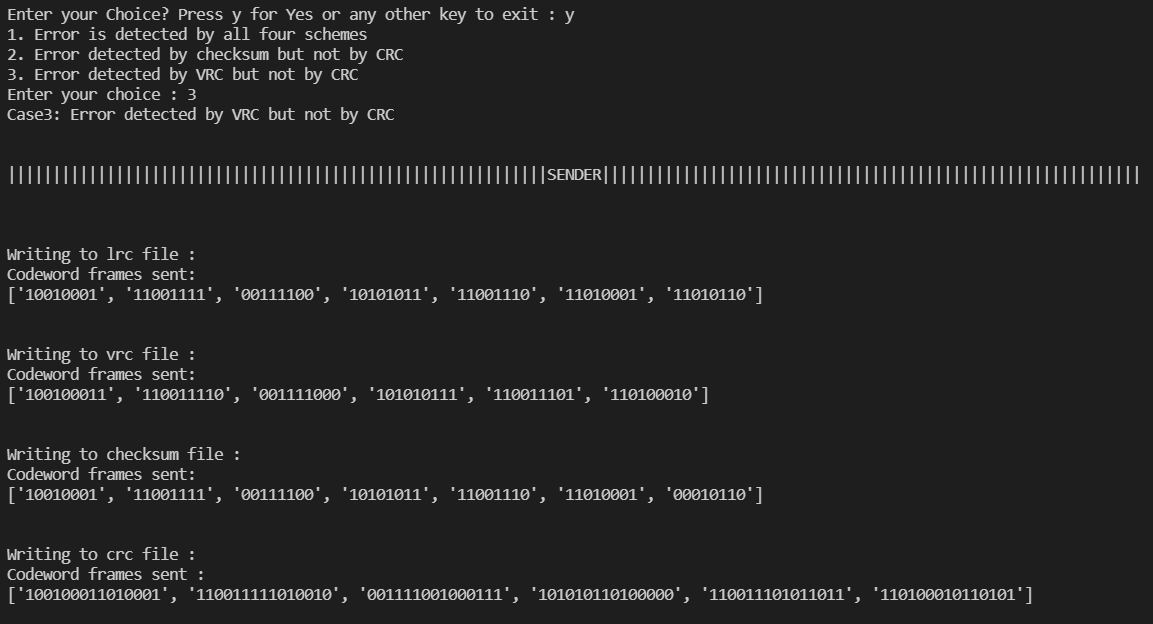 Enter your Choice? Press y for Yes or any other key to exit : y
1. Error is detected by all four schemes
2. Error detected by checksum but not by CRC
3. Error detected by VRC but not by CRC
Enter your choice : 3
Case3: Error detected by VRC but not by CRC
||||||||||||||||||||||||||||||||||||||||||||||||||||||||||||SENDER||||||||||||||||||||||||||||||||||||||||||||||||||||||||||||
Writing to lrc file :
Codeword frames sent:
['10010001', '11001111', '00111100', '10101011', '11001110', '11010001', '11010110']
Writing to vrc file :
Codeword frames sent:
['100100011', '110011110', '001111000', '101010111', '110011101', '110100010']
Writing to checksum file :
Codeword frames sent:
['10010001', '11001111', '00111100', '10101011', '11001110', '11010001', '00010110']
Writing to crc file :
Codeword frames sent :
['100100011010001', '110011111010010', '001111001000111', '101010110100000', '110011101011011', '110100010110101']